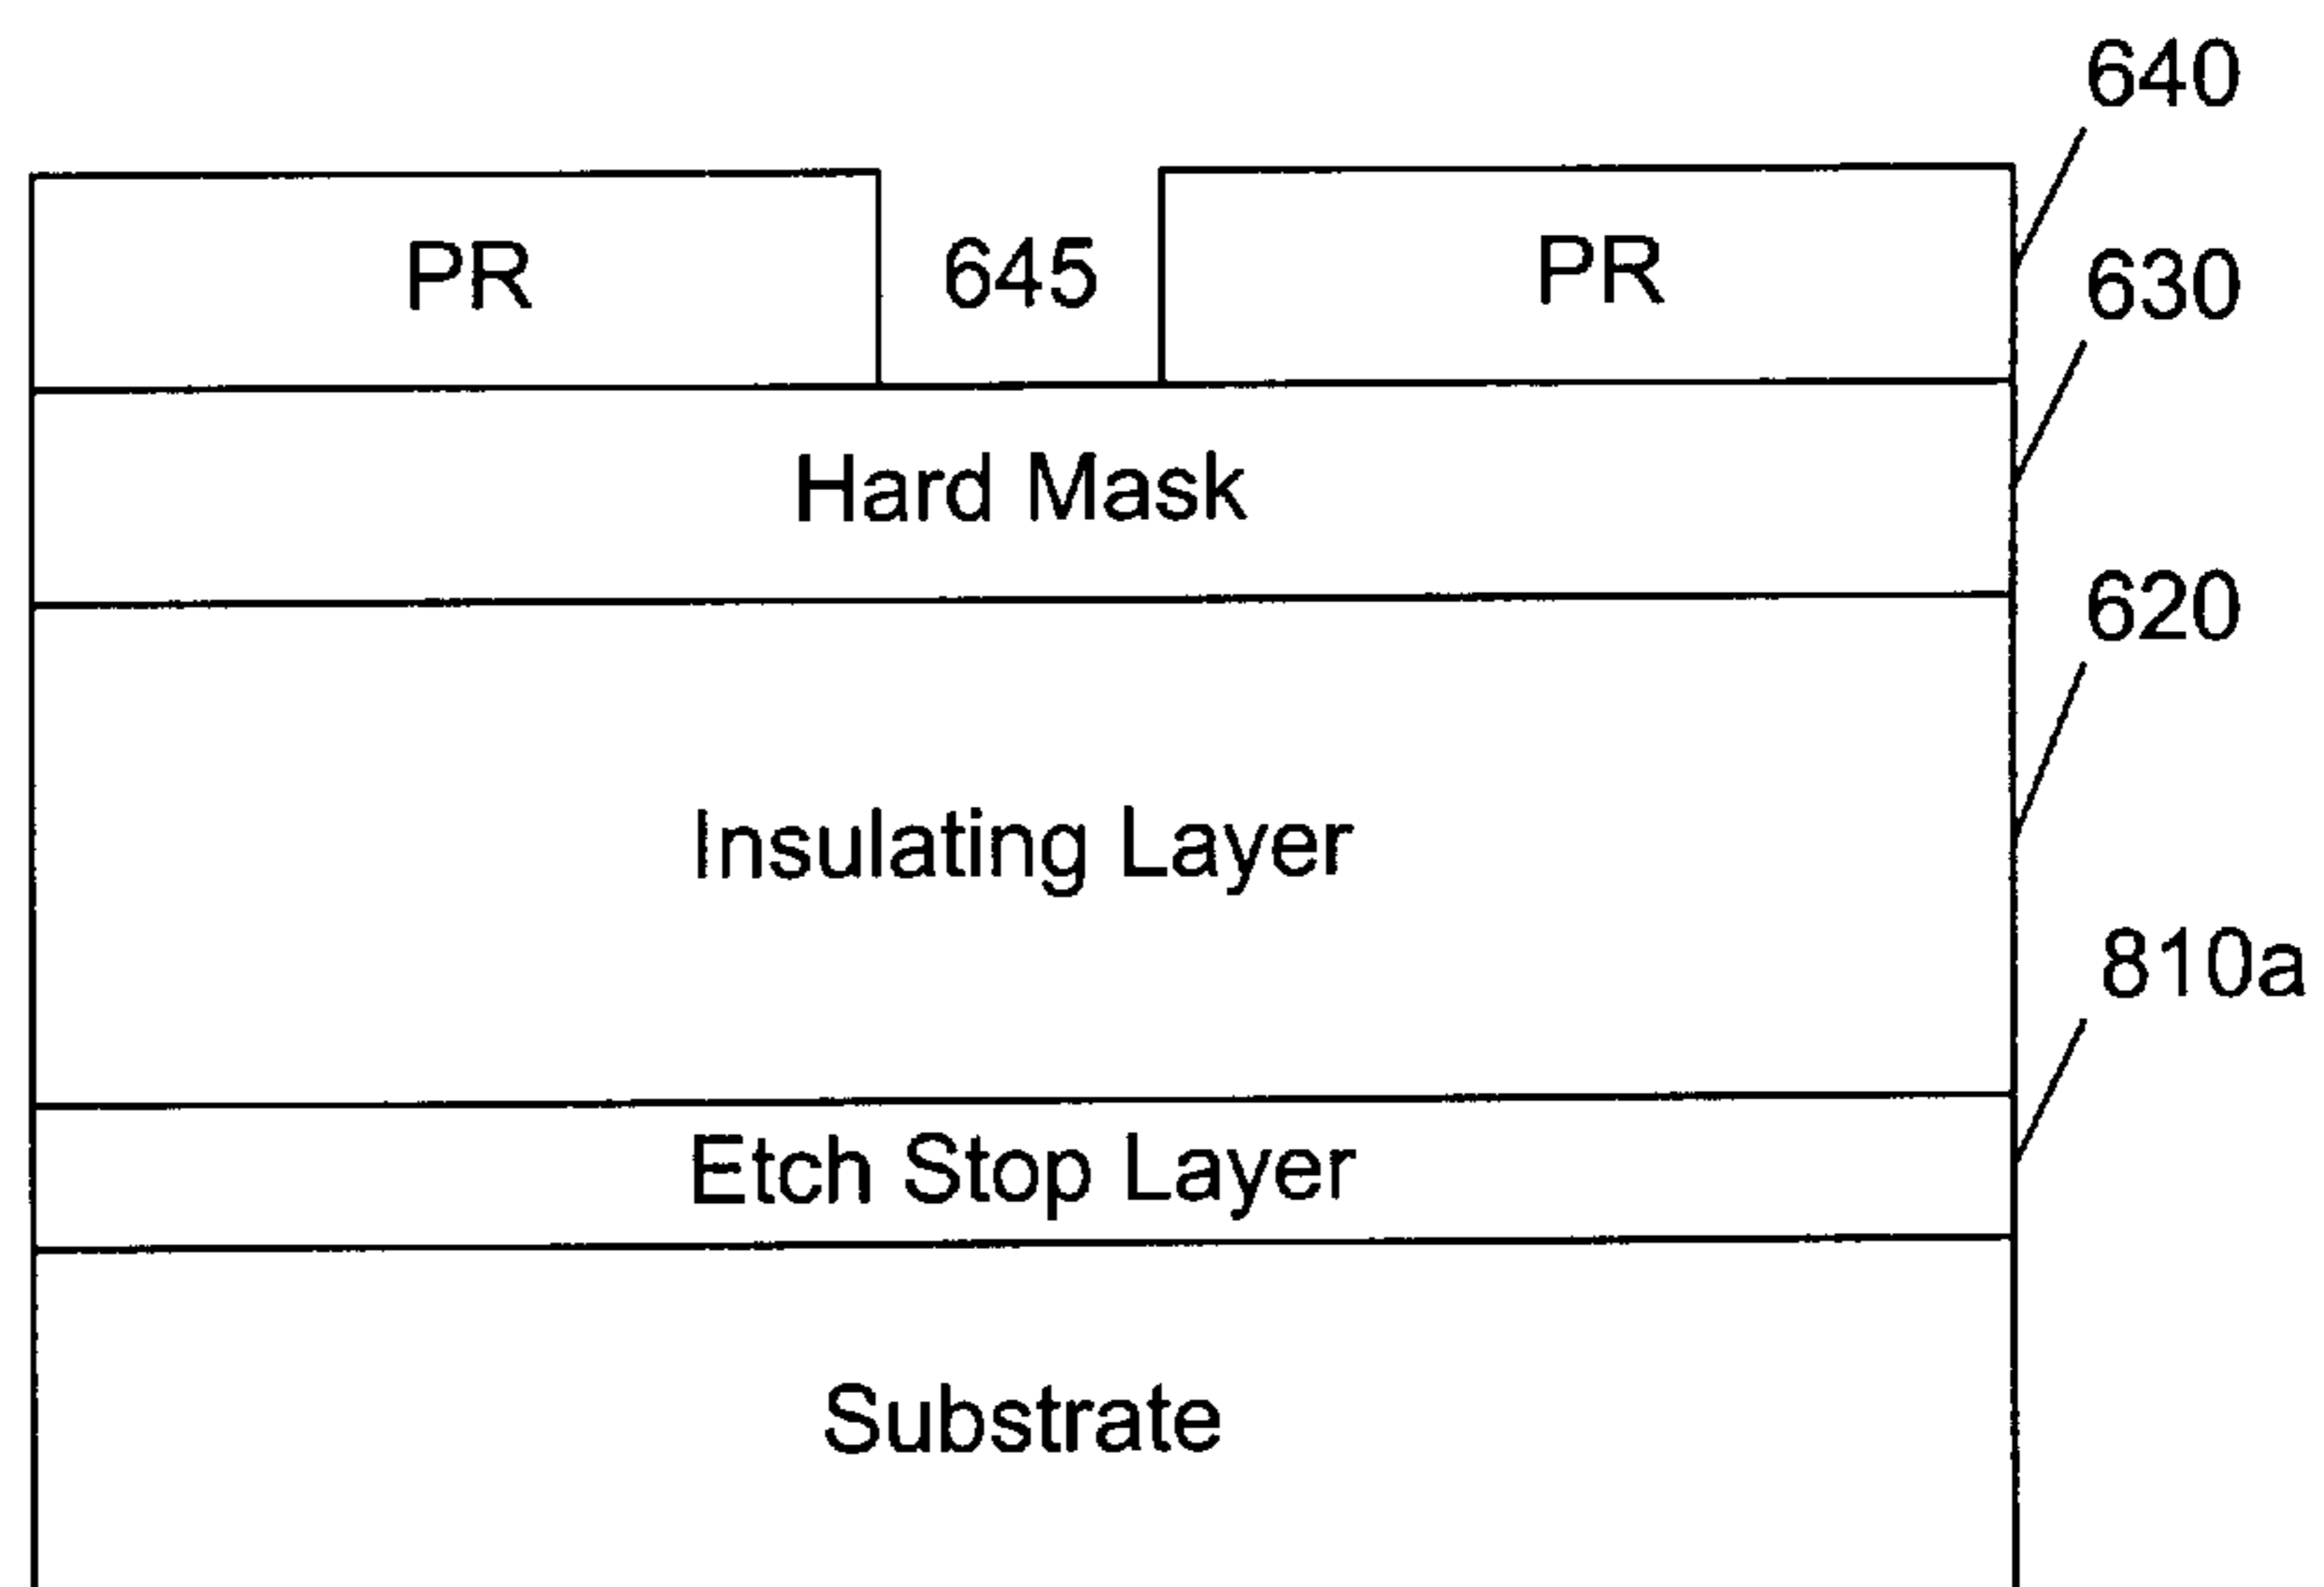 640
PR 645 PR
630
Hard Mask
620
Insulating Layer
810a
Etch Stop Layer
Substrate